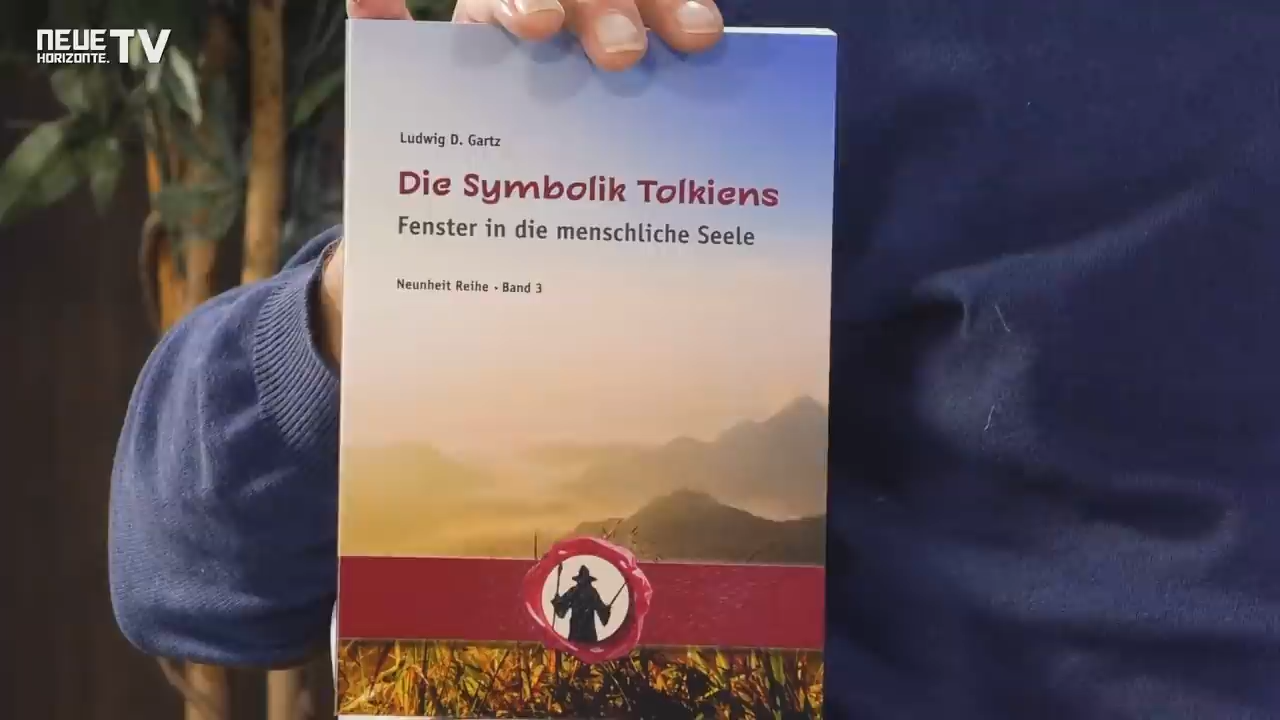 NEUE HORIZONTE. TV
Ludwig D. Gartz
Die Symbolik Tolkiens
Fenster in die menschliche Seele
Neunheit Reihe · Band 3